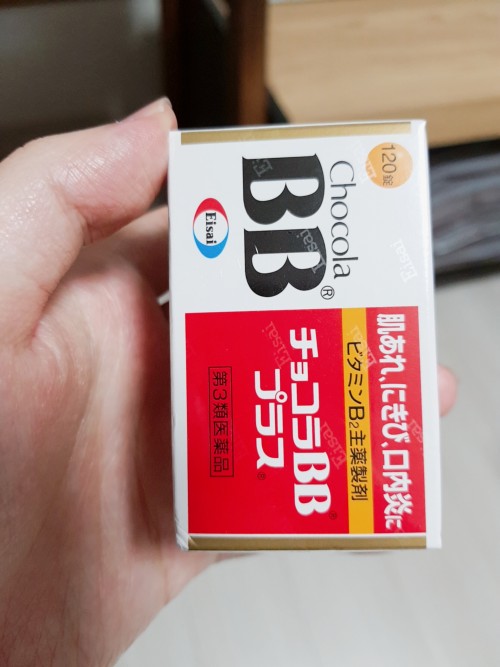 120錠
Chocola
BB®
Eisai
肌あれ、にきび、口内炎に
ビタミンB2主薬製剤
チョコラBB®
プラス®
第3類医薬品